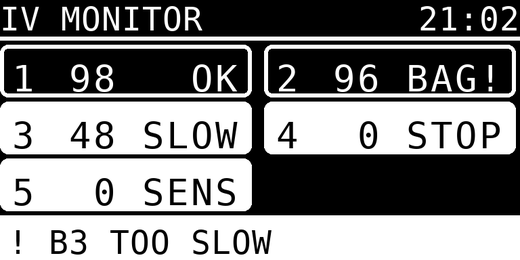 IV MONITOR 21:02
1 98 OK 2 96 BAG!
3 48 SLOW 4 0 STOP
5 0 SENS
! B3 TOO SLOW